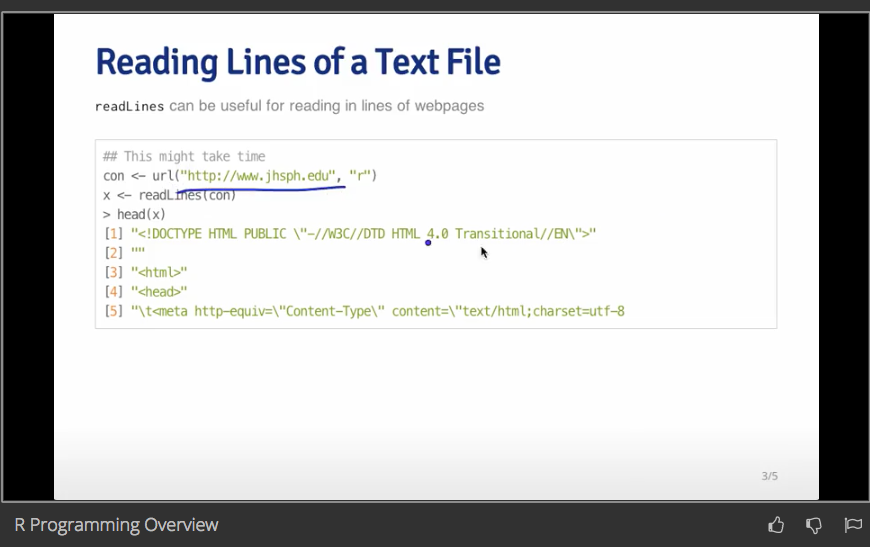 Reading Lines of a Text File
readLines can be useful for reading in lines of webpages
## This might take time
con <- url("http://www.jhsph.edu", "r")
x <- readLines(con)
> head(x)
[1] "<!DOCTYPE HTML PUBLIC \"-//W3C//DTD HTML 4.0 Transitional//EN\">"
[2] ""
[3] "<html>"
[4] "<head>"
[5] "\t<meta http-equiv=\"Content-Type\" content=\"text/html;charset=utf-8
3/5
R Programming Overview